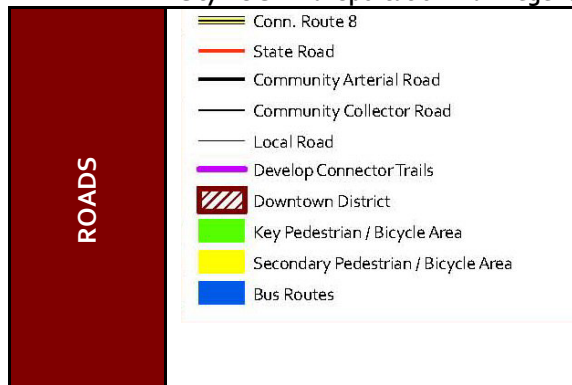 Conn. Route 8
State Road
Community Arterial Road
Community Collector Road
Local Road
Develop Connector Trails
Downtown District
Key Pedestrian / Bicycle Area
Secondary Pedestrian / Bicycle Area
Bus Routes
ROADS